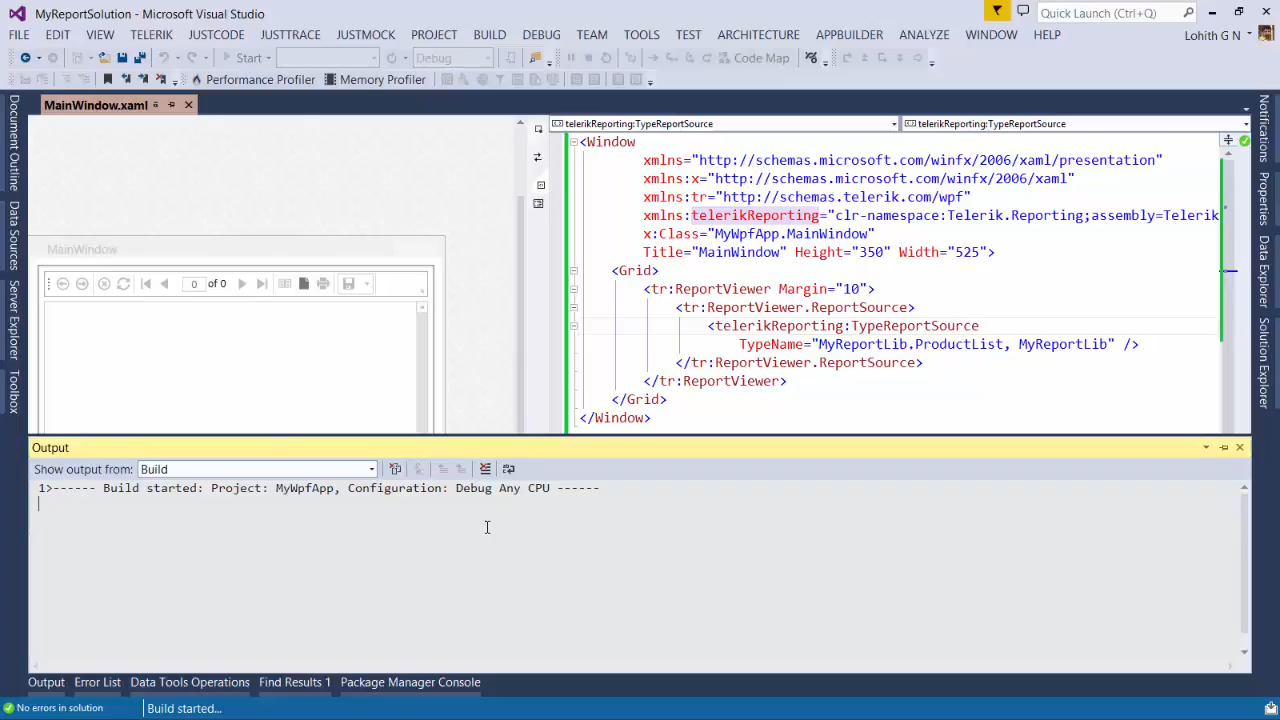 MyReportSolution - Microsoft Visual Studio
Quick Launch (Ctrl+Q)
FILE EDIT VIEW TELERIK JUSTCODE JUSTTRACE JUSTMOCK PROJECT BUILD DEBUG TEAM TOOLS TEST ARCHITECTURE APPBUILDER ANALYZE WINDOW HELP Lohith G N
Start Debug Code Map
Performance Profiler Memory Profiler
MainWindow.xaml
telerikReporting:TypeReportSource telerikReporting:TypeReportSource
Document Outline
Data Sources
Server Explorer
Toolbox
MainWindow
0 of 0
<Window
xmlns="http://schemas.microsoft.com/winfx/2006/xaml/presentation"
xmlns:x="http://schemas.microsoft.com/winfx/2006/xaml"
xmlns:tr="http://schemas.telerik.com/wpf"
xmlns:telerikReporting="clr-namespace:Telerik.Reporting;assembly=Telerik
x:Class="MyWpfApp.MainWindow"
Title="MainWindow" Height="350" Width="525">
<Grid>
<tr:ReportViewer Margin="10">
<tr:ReportViewer.ReportSource>
<telerikReporting:TypeReportSource
TypeName="MyReportLib.ProductList, MyReportLib" />
</tr:ReportViewer.ReportSource>
</tr:ReportViewer>
</Grid>
</Window>
Notifications
Properties
Data Explorer
Solution Explorer
Output
Show output from: Build
1>------ Build started: Project: MyWpfApp, Configuration: Debug Any CPU ------
Output Error List Data Tools Operations Find Results 1 Package Manager Console
No errors in solution Build started...